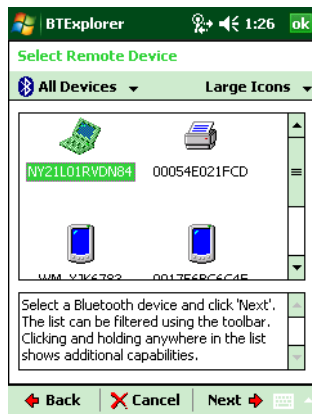 BTExplorer 1:26 ok
Select Remote Device
All Devices Large Icons
NY21L01RVDN84 00054E021FCD
Select a Bluetooth device and click 'Next'.
The list can be filtered using the toolbar.
Clicking and holding anywhere in the list
shows additional capabilities.
Back Cancel Next